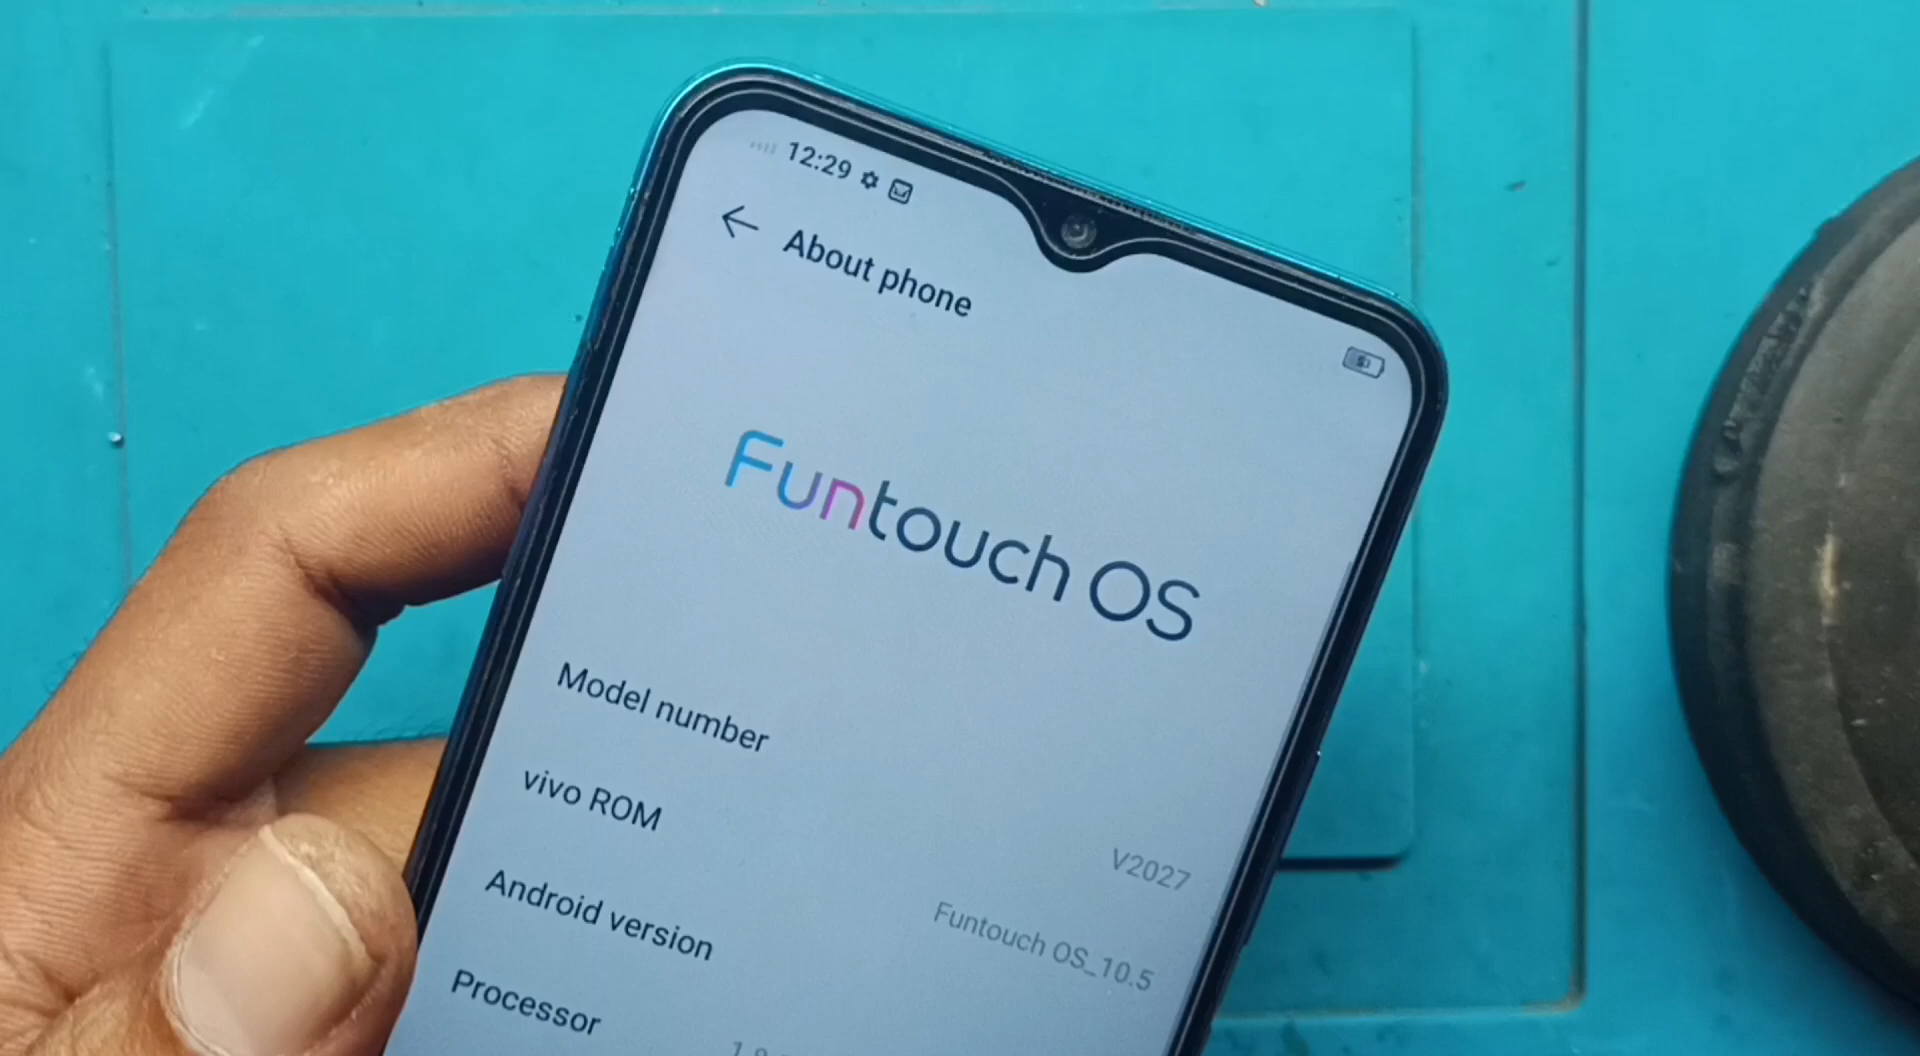 12:29
About phone
Funtouch OS
Model number
V2027
vivo ROM
Funtouch OS_10.5
Android version
Processor